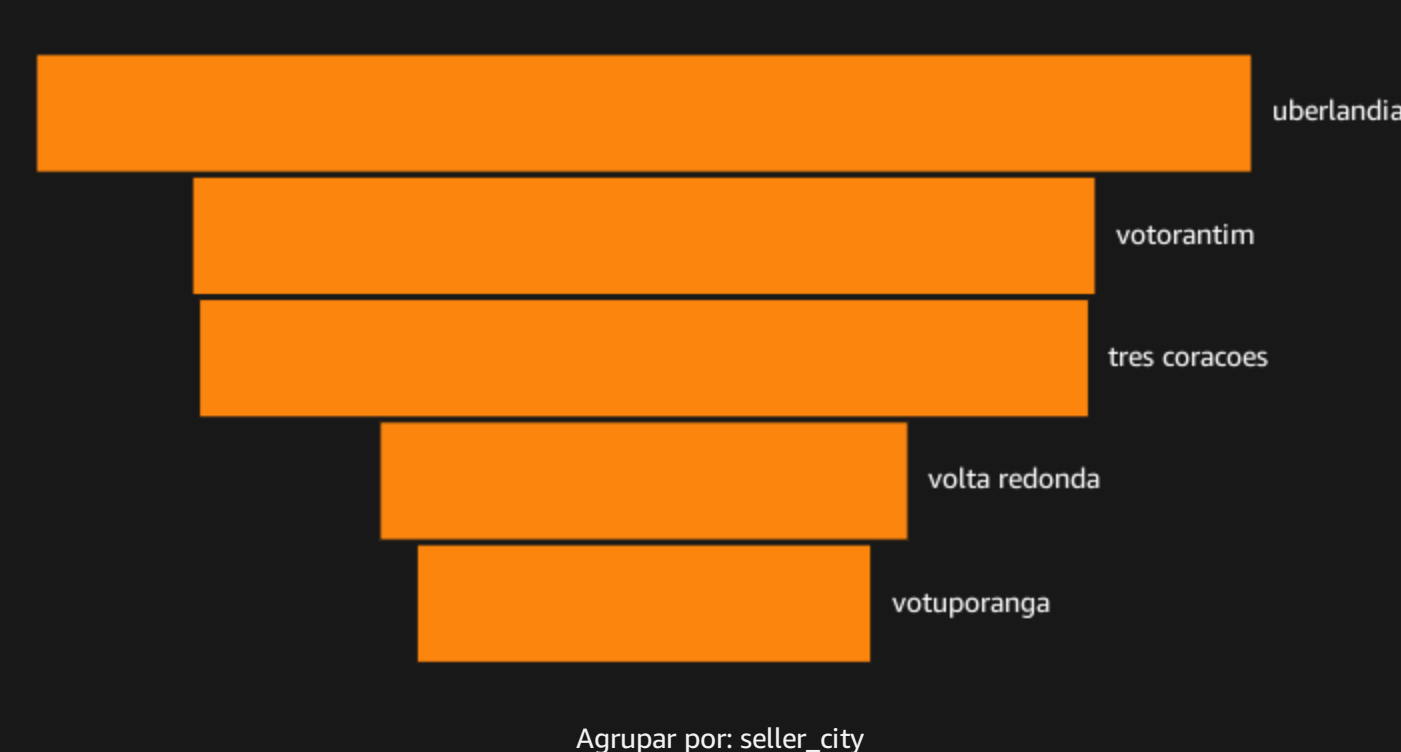 uberlandia
votorantim
tres coracoes
volta redonda
votuporanga
Agrupar por: seller_city